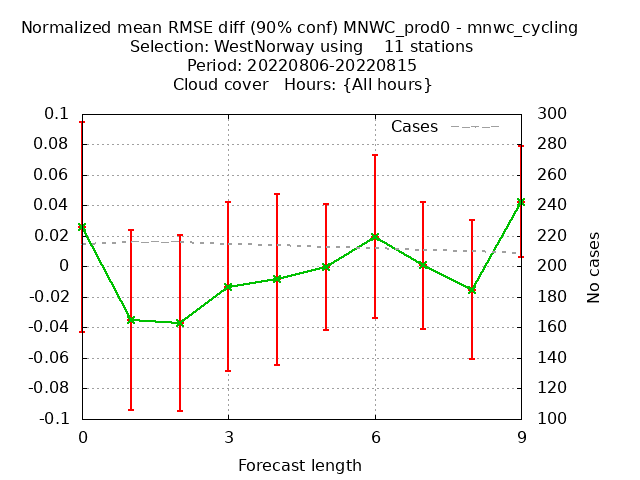 Normalized mean RMSE diff (90% conf) MNWC_prod0 - mnwc_cycling
Selection: WestNorway using 11 stations
Period: 20220806-20220815
Cloud cover Hours: {All hours}
Cases
0.1
0.08
0.06
0.04
0.02
0
-0.02
-0.04
-0.06
-0.08
-0.1
300
280
260
240
220
200
180
160
140
120
100
No cases
0 3 6 9
Forecast length